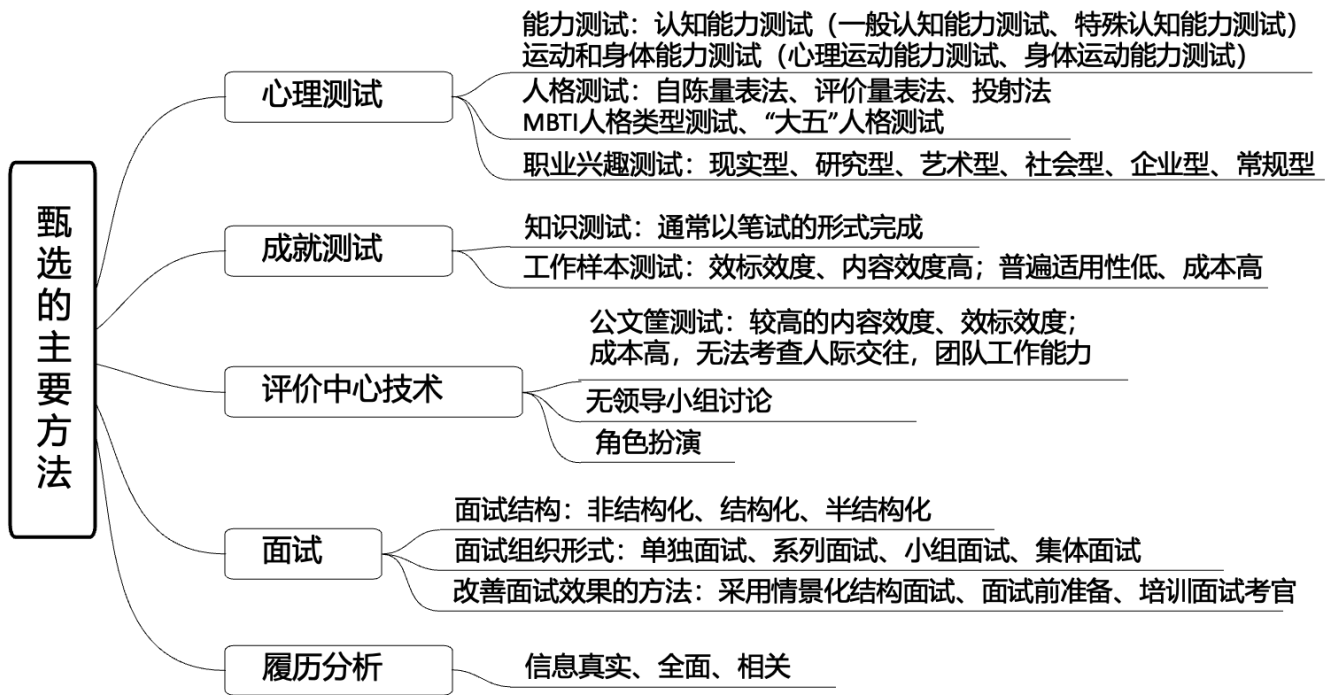 甄选的主要方法
心理测试
能力测试：认知能力测试（一般认知能力测试、特殊认知能力测试）
运动和身体能力测试（心理运动能力测试、身体运动能力测试）
人格测试：自陈量表法、评价量表法、投射法
MBTI人格类型测试、“大五”人格测试
职业兴趣测试：现实型、研究型、艺术型、社会型、企业型、常规型
成就测试
知识测试：通常以笔试的形式完成
工作样本测试：效标效度、内容效度高；普遍适用性低、成本高
评价中心技术
公文筐测试：较高的内容效度、效标效度；
成本高，无法考查人际交往，团队工作能力
无领导小组讨论
角色扮演
面试
面试结构：非结构化、结构化、半结构化
面试组织形式：单独面试、系列面试、小组面试、集体面试
改善面试效果的方法：采用情景化结构面试、面试前准备、培训面试考官
履历分析
信息真实、全面、相关